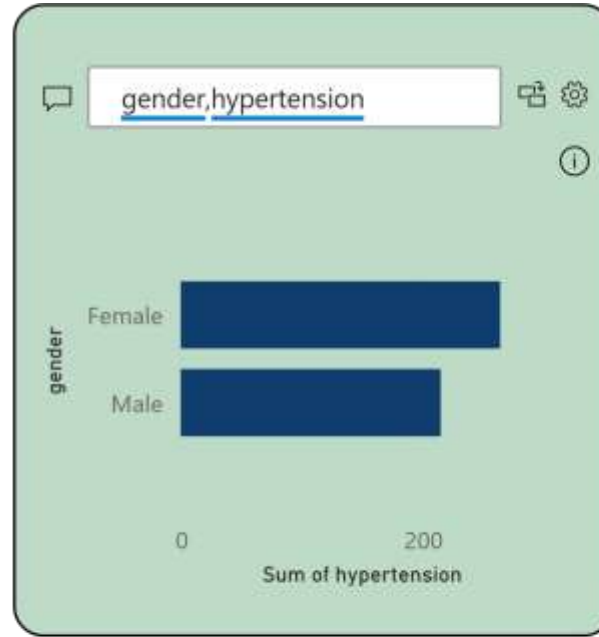 gender,hypertension
gender
Female
Male
0 200
Sum of hypertension